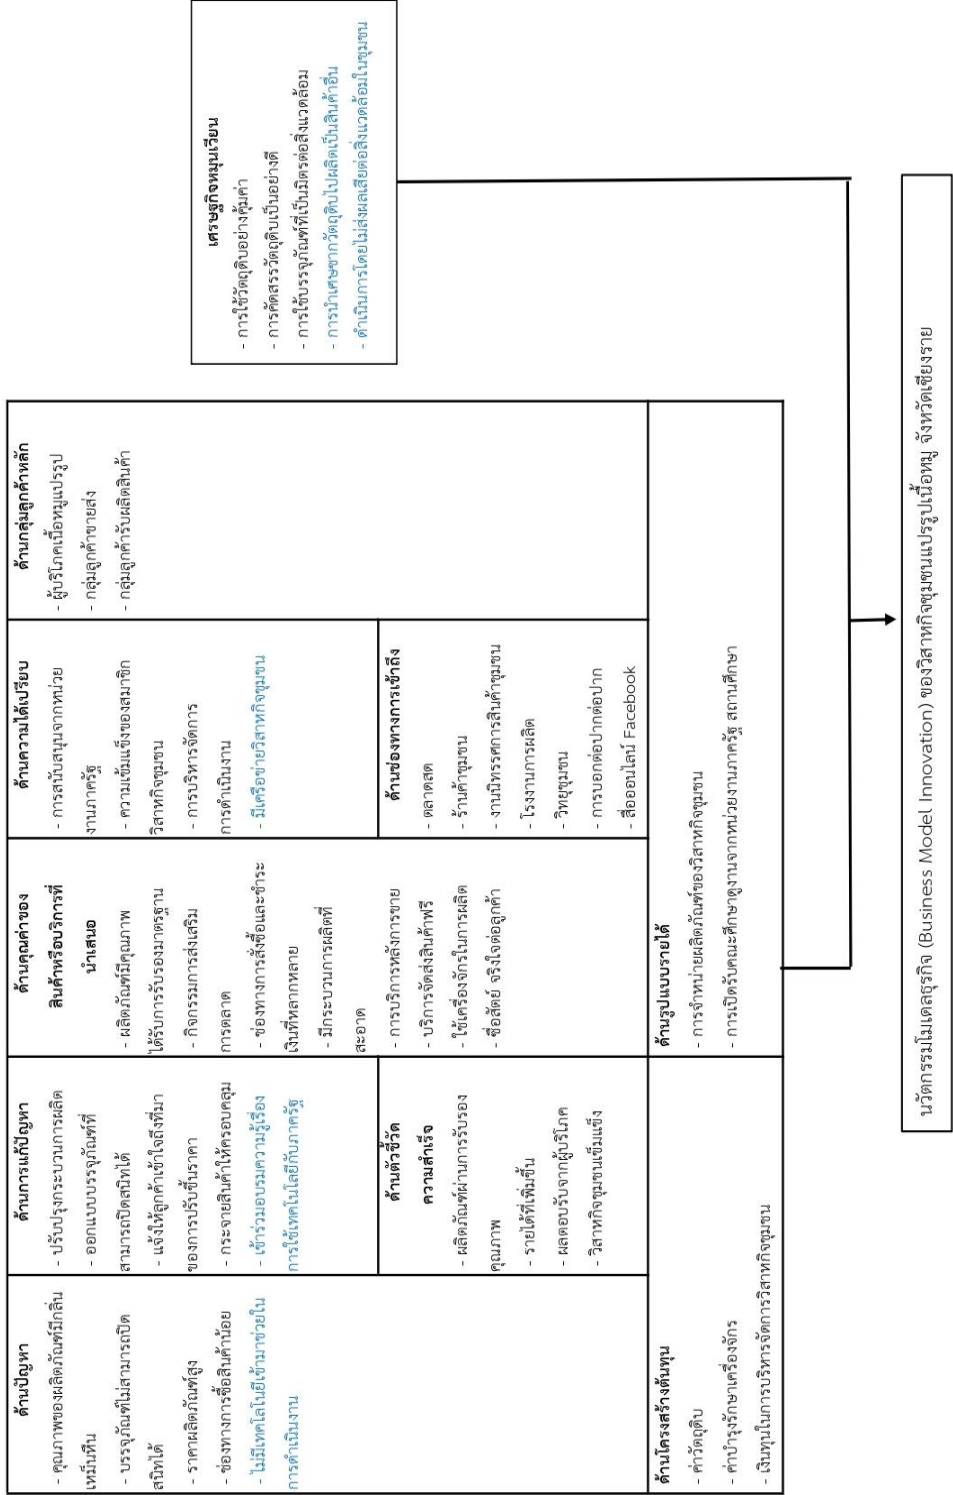 ด้านปัญหา
- คุณภาพของผลิตภัณฑ์มีกลิ่น
เหม็นหืน
- บรรจุภัณฑ์ไม่สามารถปิด
สนิทได้
- ราคาผลิตภัณฑ์สูง
- ช่องทางการซื้อสินค้าน้อย
- ไม่มีเทคโลโนยีเข้ามาช่วยใน
การดำเนินงาน
ด้านการแก้ปัญหา
- ปรับปรุงกระบวนการผลิต
- ออกแบบบรรจุภัณฑ์ที่
สามารถปิดสนิทได้
- แจ้งให้ลูกค้าเข้าใจถึงที่มา
ของการปรับขึ้นราคา
- กระจายสินค้าให้ครอบคลุม
- เข้าร่วมอบรมความรู้เรื่อง
การใช้เทคโนโลยีกับภาครัฐ
ด้านตัวชี้วัด
ความสำเร็จ
- ผลิตภัณฑ์ผ่านการรับรอง
คุณภาพ
- รายได้ที่เพิ่มขึ้น
- ผลตอบรับจากผู้บริโภค
- วิสาหกิจชุมชนเข้มแข็ง
ด้านคุณค่าของ
สินค้าหรือบริการที่
นำเสนอ
- ผลิตภัณฑ์มีคุณภาพ
ได้รับการรับรองมาตรฐาน
- กิจกรรมการส่งเสริม
การตลาด
- ช่องทางการสั่งซื้อและชำระ
เงินที่หลากหลาย
- มีกระบวนการผลิตที่
สะอาด
- การบริการหลังการขาย
- บริการจัดส่งสินค้าฟรี
- ใช้เครื่องจักรในการผลิต
- ซื่อสัตย์ จริงใจต่อลูกค้า
ด้านความได้เปรียบ
- การสนับสนุนจากหน่วย
งานภาครัฐ
- ความเข้มแข็งของสมาชิก
วิสาหกิจชุมชน
- การบริหารจัดการ
การดำเนินงาน
- มีเครือข่ายวิสาหกิจชุมชน
ด้านช่องทางการเข้าถึง
- ตลาดสด
- ร้านค้าชุมชน
- งานนิทรรศการสินค้าชุมชน
- โรงงานการผลิต
- วิทยุชุมชน
- การบอกต่อปากต่อปาก
- สื่อออนไลน์ Facebook
ด้านกลุ่มลูกค้าหลัก
- ผู้บริโภคเนื้อหมูแปรรูป
- กลุ่มลูกค้าขายส่ง
- กลุ่มลูกค้ารับผลิตสินค้า
ด้านโครงสร้างต้นทุน
- ค่าวัตถุดิบ
- ค่าบำรุงรักษาเครื่องจักร
- เงินทุนในการบริหารจัดการวิสาหกิจชุมชน
ด้านรูปแบบรายได้
- การจำหน่ายผลิตภัณฑ์ของวิสาหกิจชุมชน
- การเปิดรับคณะศึกษาดูงานจากหน่วยงานภาครัฐ สถานศึกษา
เศรษฐกิจหมุนเวียน
- การใช้วัตถุดิบอย่างคุ้มค่า
- การคัดสรรวัตถุดิบเป็นอย่างดี
- การใช้บรรจุภัณฑ์ที่เป็นมิตรต่อสิ่งแวดล้อม
- การนำเศษซากวัตถุดิบไปผลิตเป็นสินค้าอื่น
- ดำเนินการโดยไม่ส่งผลเสียต่อสิ่งแวดล้อมในชุมชน
นวัตกรรมโมเดลธุรกิจ (Business Model Innovation) ของวิสาหกิจชุมชนแปรรูปเนื้อหมู จังหวัดเชียงราย